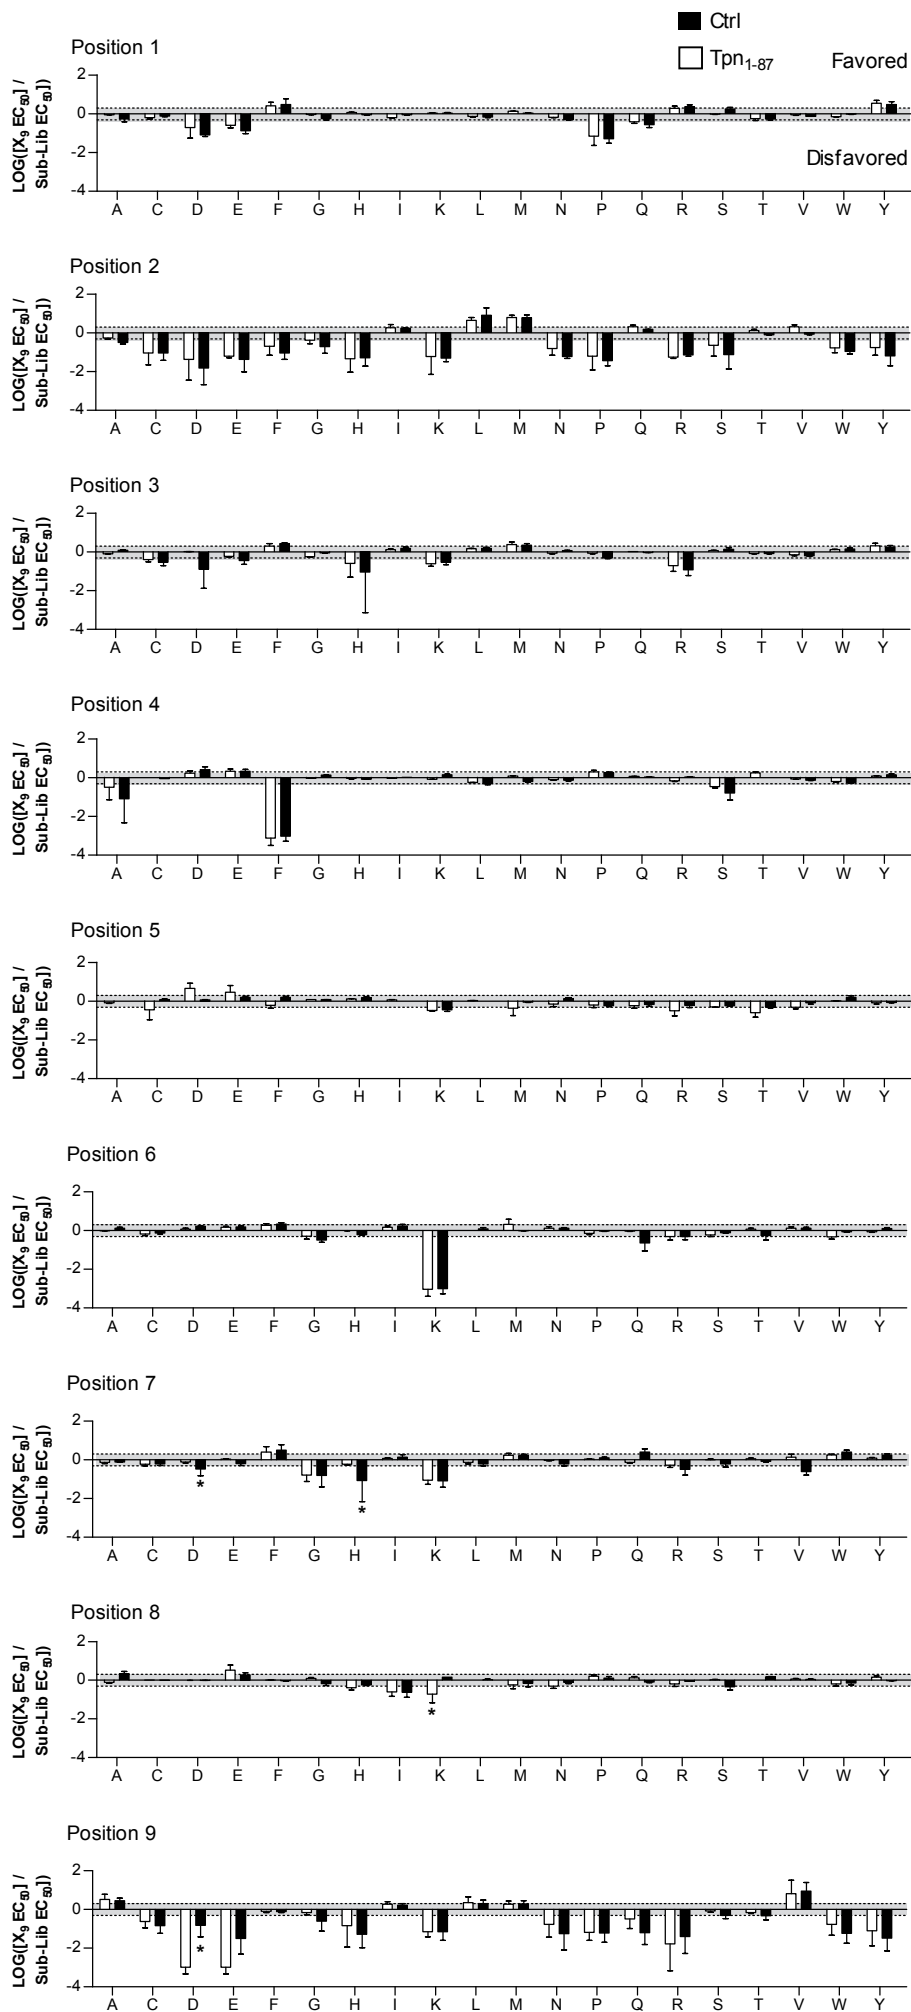 Ctrl
Tpn1-87
Favored
Position 1
LOG([X9 EC50] /
Sub-Lib EC50])
2
0
-2
-4
Disfavored
A C D E F G H I K L M N P Q R S T V W Y
Position 2
LOG([X9 EC50] /
Sub-Lib EC50])
2
0
-2
-4
A C D E F G H I K L M N P Q R S T V W Y
Position 3
LOG([X9 EC50] /
Sub-Lib EC50])
2
0
-2
-4
A C D E F G H I K L M N P Q R S T V W Y
Position 4
LOG([X9 EC50] /
Sub-Lib EC50])
2
0
-2
-4
A C D E F G H I K L M N P Q R S T V W Y
Position 5
LOG([X9 EC50] /
Sub-Lib EC50])
2
0
-2
-4
A C D E F G H I K L M N P Q R S T V W Y
Position 6
LOG([X9 EC50] /
Sub-Lib EC50])
2
0
-2
-4
A C D E F G H I K L M N P Q R S T V W Y
Position 7
LOG([X9 EC50] /
Sub-Lib EC50])
2
0
-2
-4
* *
A C D E F G H I K L M N P Q R S T V W Y
Position 8
LOG([X9 EC50] /
Sub-Lib EC50])
2
0
-2
-4
*
A C D E F G H I K L M N P Q R S T V W Y
Position 9
LOG([X9 EC50] /
Sub-Lib EC50])
2
0
-2
-4
*
A C D E F G H I K L M N P Q R S T V W Y